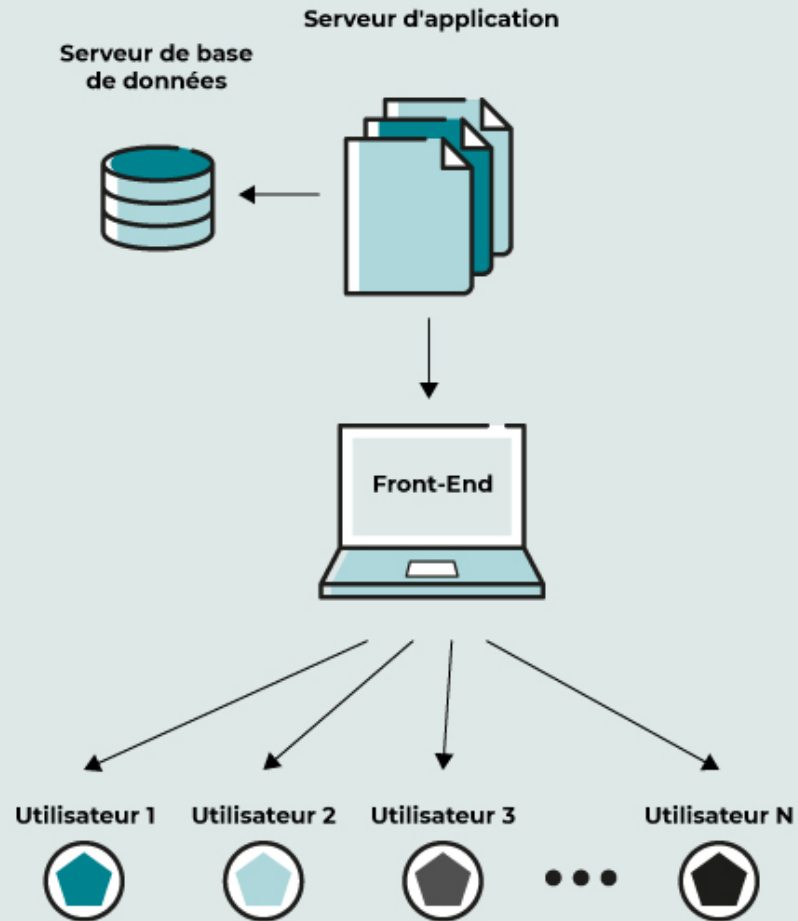 Serveur d'application
Serveur de base
de données
Front-End
Utilisateur 1
Utilisateur 2
Utilisateur 3
Utilisateur N